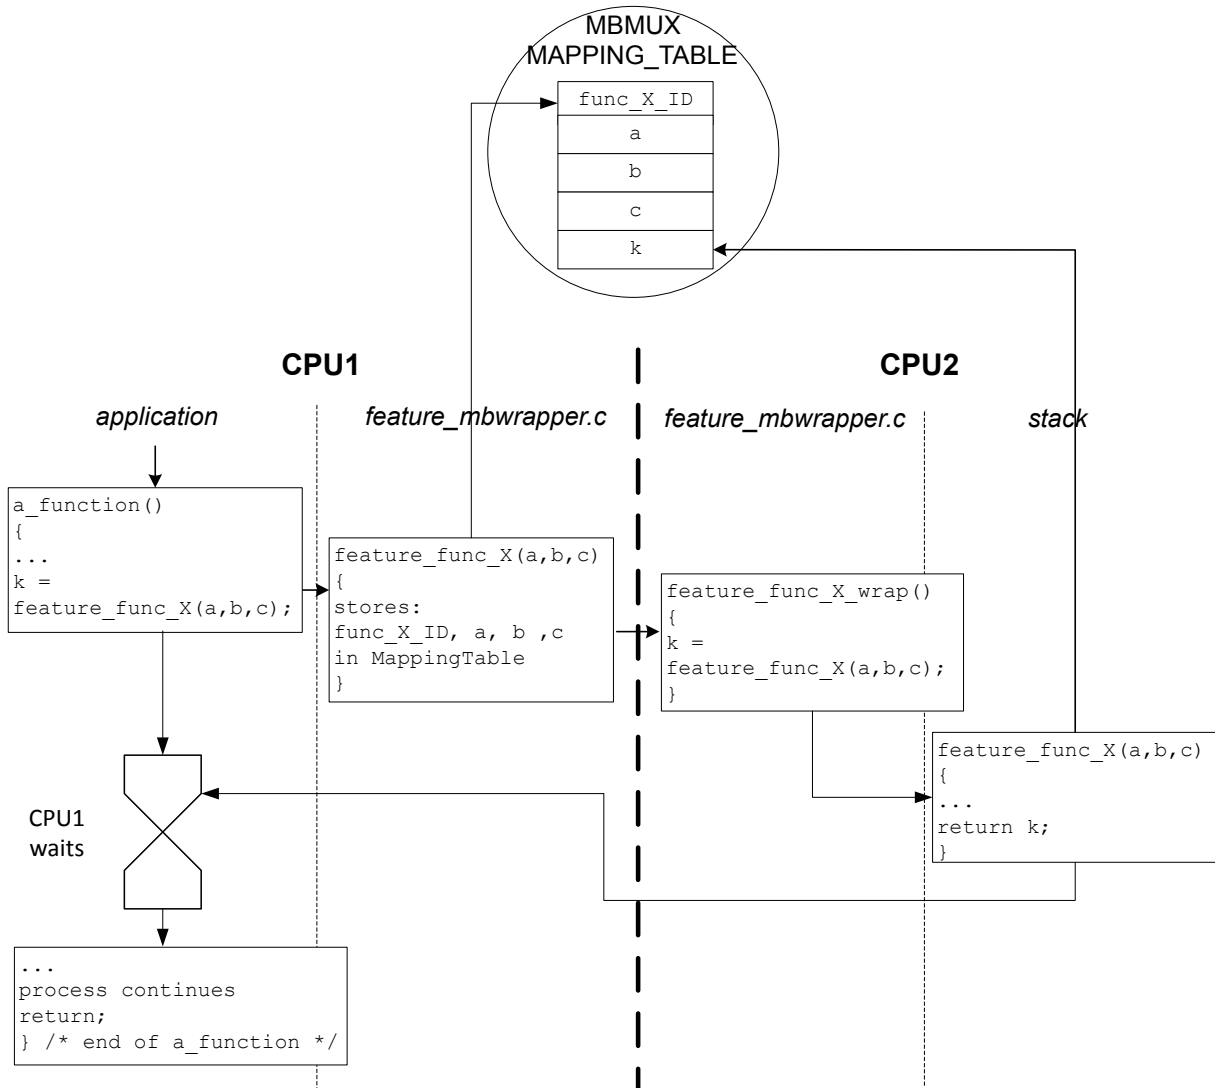 MBMUX
MAPPING_TABLE
func_X_ID
a
b
c
k
CPU1
CPU2
application
feature_mbwrapper.c
feature_mbwrapper.c
stack
a_function()
{
...
k =
feature_func_X(a,b,c);
feature_func_X(a,b,c)
{
stores:
func_X_ID, a, b ,c
in MappingTable
}
feature_func_X_wrap()
{
k =
feature_func_X(a,b,c);
}
feature_func_X(a,b,c)
{
...
return k;
}
CPU1
waits
...
process continues
return;
} /* end of a_function */